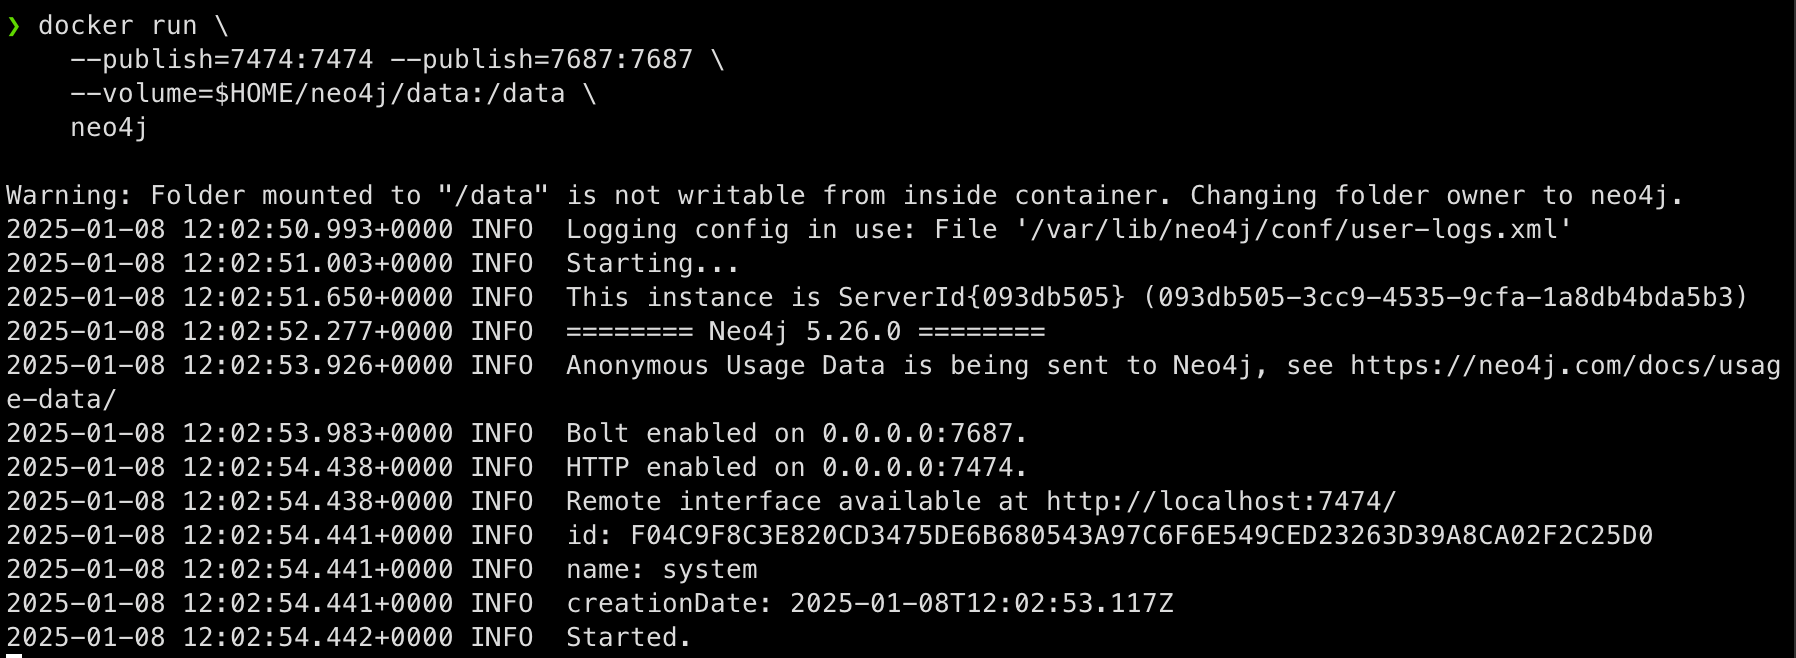 ❯ docker run \
    --publish=7474:7474 --publish=7687:7687 \
    --volume=$HOME/neo4j/data:/data \
    neo4j

Warning: Folder mounted to "/data" is not writable from inside container. Changing folder owner to neo4j.
2025-01-08 12:02:50.993+0000 INFO  Logging config in use: File '/var/lib/neo4j/conf/user-logs.xml'
2025-01-08 12:02:51.003+0000 INFO  Starting...
2025-01-08 12:02:51.650+0000 INFO  This instance is ServerId{093db505} (093db505-3cc9-4535-9cfa-1a8db4bda5b3)
2025-01-08 12:02:52.277+0000 INFO  ======== Neo4j 5.26.0 ========
2025-01-08 12:02:53.926+0000 INFO  Anonymous Usage Data is being sent to Neo4j, see https://neo4j.com/docs/usag
e-data/
2025-01-08 12:02:53.983+0000 INFO  Bolt enabled on 0.0.0.0:7687.
2025-01-08 12:02:54.438+0000 INFO  HTTP enabled on 0.0.0.0:7474.
2025-01-08 12:02:54.438+0000 INFO  Remote interface available at http://localhost:7474/
2025-01-08 12:02:54.441+0000 INFO  id: F04C9F8C3E820CD3475DE6B680543A97C6F6E549CED23263D39A8CA02F2C25D0
2025-01-08 12:02:54.441+0000 INFO  name: system
2025-01-08 12:02:54.441+0000 INFO  creationDate: 2025-01-08T12:02:53.117Z
2025-01-08 12:02:54.442+0000 INFO  Started.